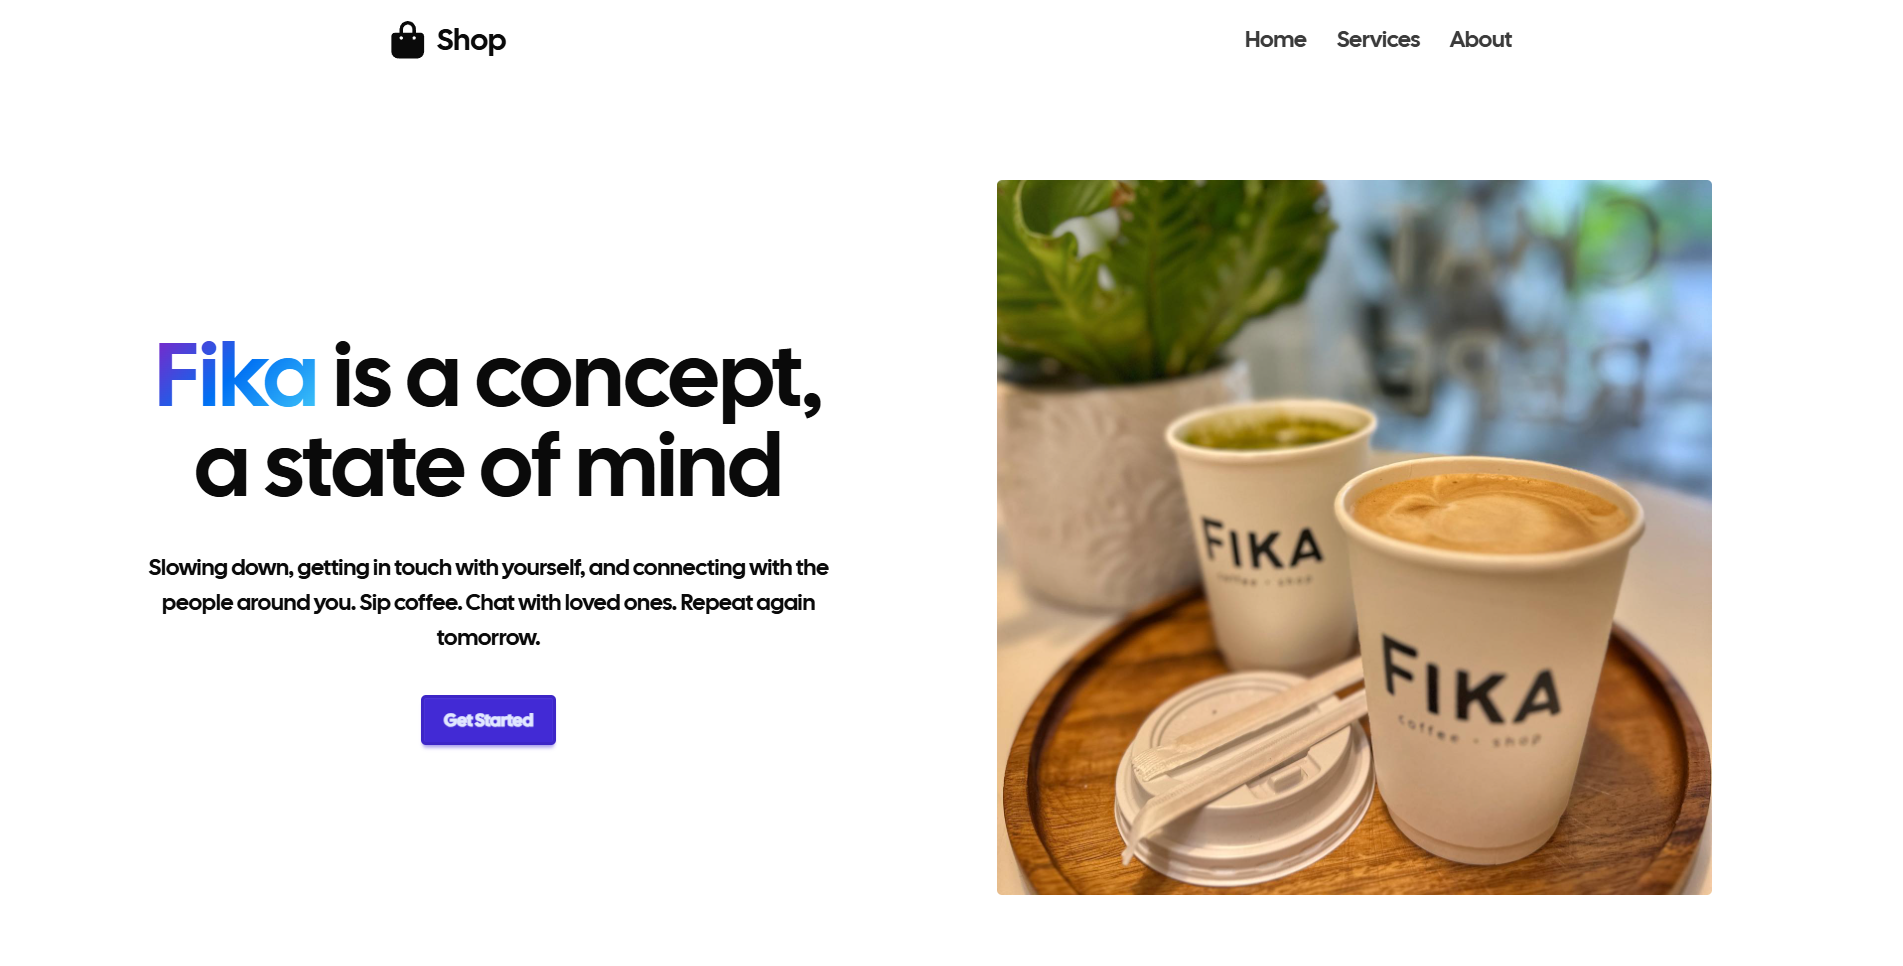 Shop
Home Services About
Fika is a concept,
a state of mind
Slowing down, getting in touch with yourself, and connecting with the
people around you. Sip coffee. Chat with loved ones. Repeat again
tomorrow.
Get Started
FIKA
coffee - shop
FIKA
coffee - shop